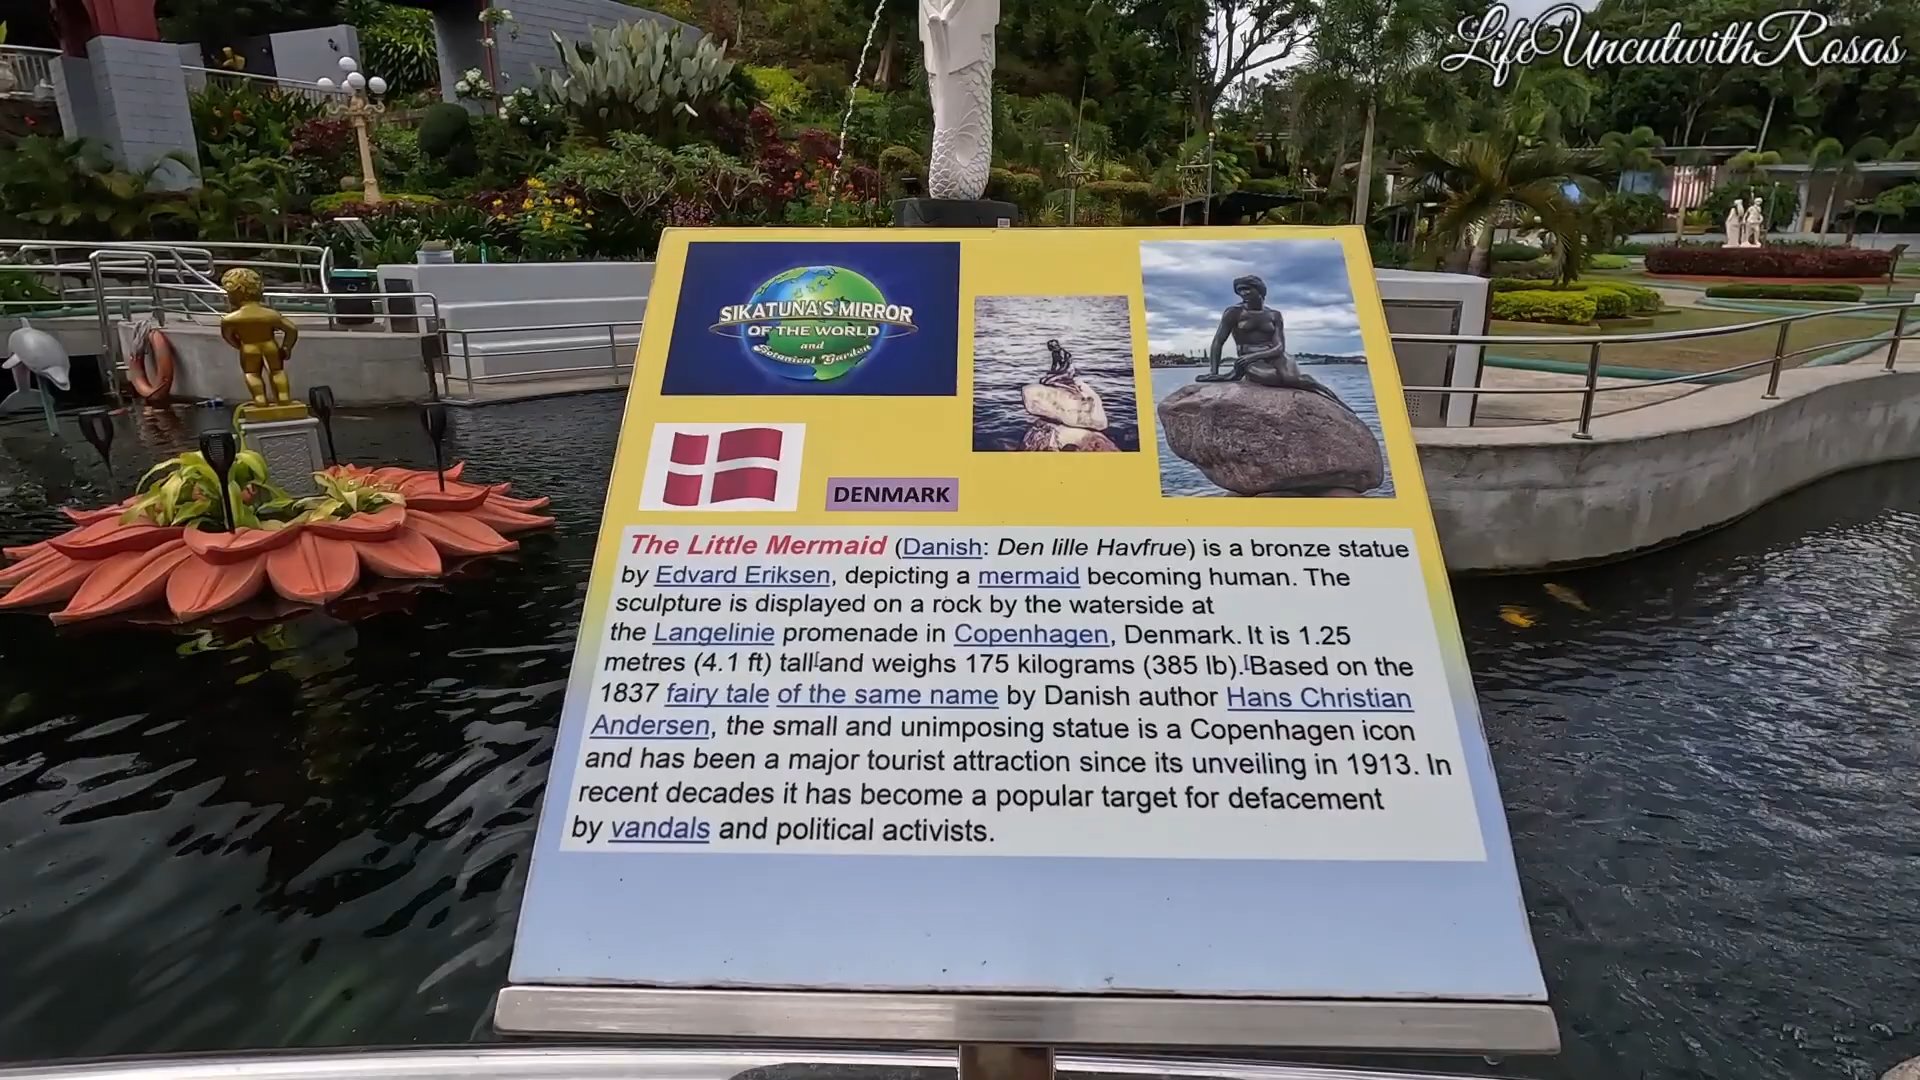 LifeUncutwithRosas
SIKATUNA'S MIRROR
OF THE WORLD
and
Botanical Garden
DENMARK
The Little Mermaid (Danish: Den lille Havfrue) is a bronze statue
by Edvard Eriksen, depicting a mermaid becoming human. The
sculpture is displayed on a rock by the waterside at
the Langelinie promenade in Copenhagen, Denmark. It is 1.25
metres (4.1 ft) tall[and weighs 175 kilograms (385 lb).[Based on the
1837 fairy tale of the same name by Danish author Hans Christian
Andersen, the small and unimposing statue is a Copenhagen icon
and has been a major tourist attraction since its unveiling in 1913. In
recent decades it has become a popular target for defacement
by vandals and political activists.